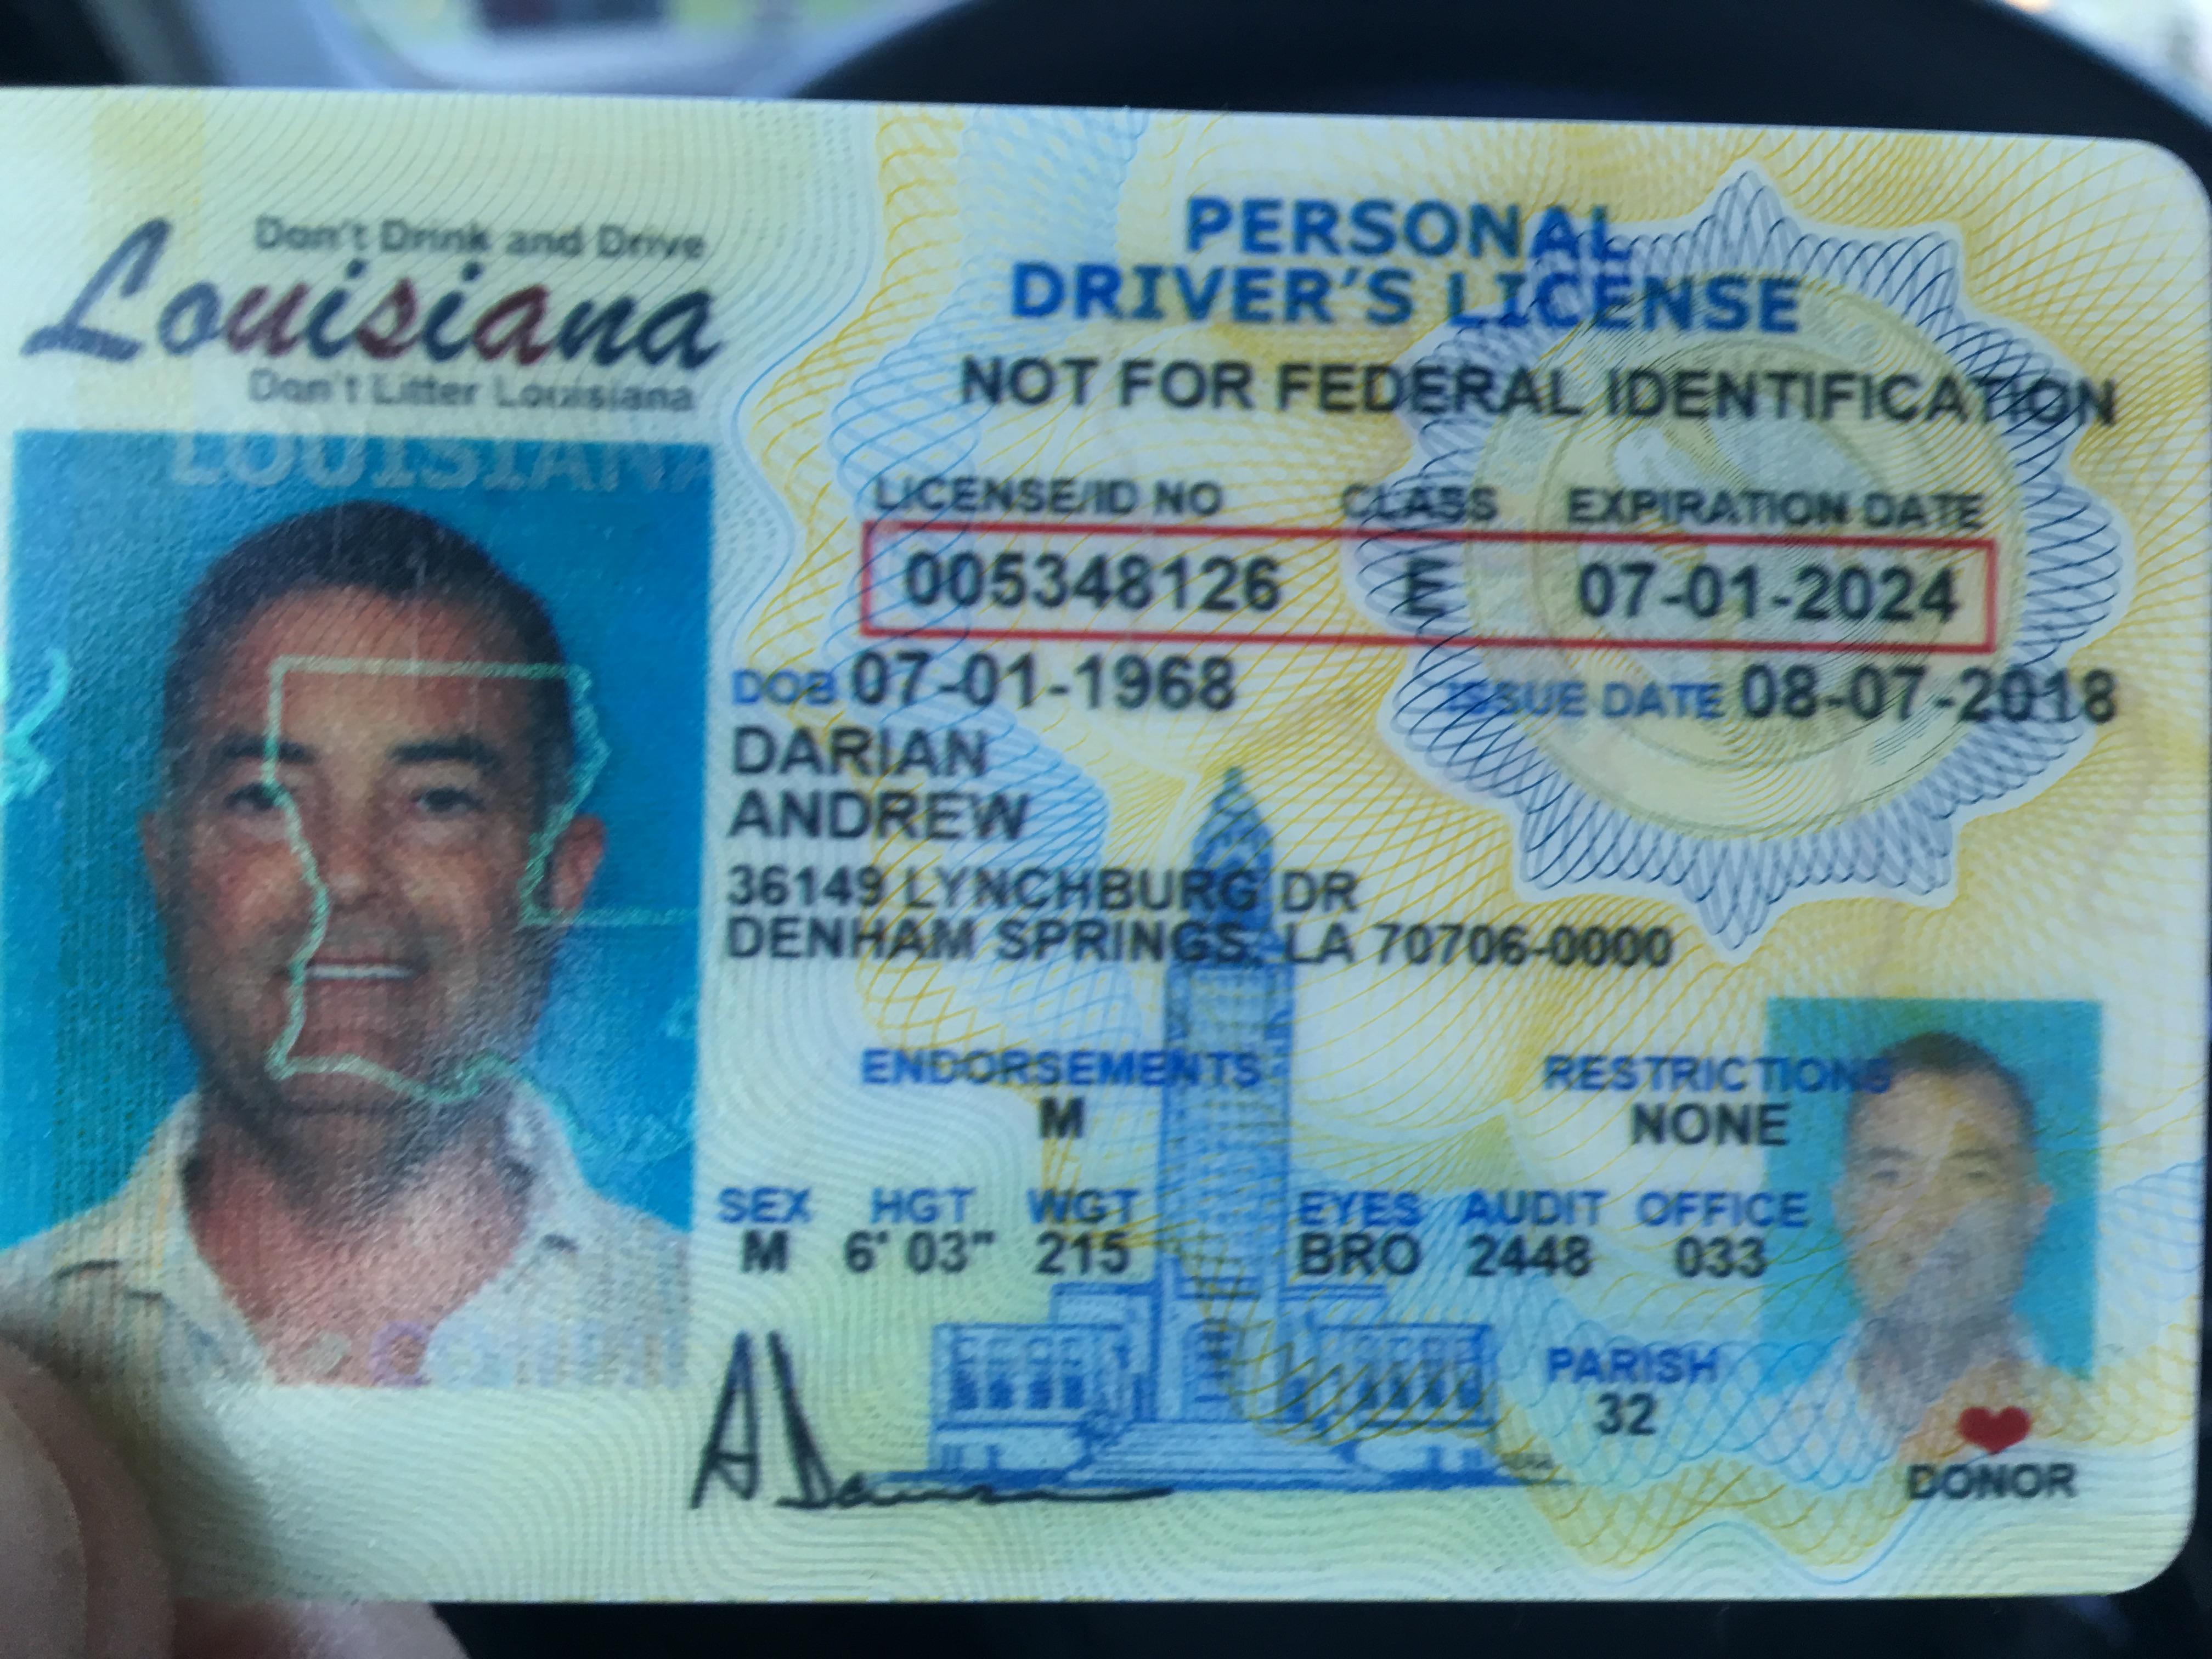 Don't Drink and Drive
Louisiana
Don't Litter Louisiana
LOUISIANA
PERSONAL
DRIVER'S LICENSE
NOT FOR FEDERAL IDENTIFICATION
LICENSE/ID NO CLASS EXPIRATION DATE
005348126 E 07-01-2024
DOB 07-01-1968 ISSUE DATE 08-07-2018
DARIAN
ANDREW
36149 LYNCHBURG DR
DENHAM SPRINGS, LA 70706-0000
ENDORSEMENTS RESTRICTIONS
M NONE
SEX HGT WGT EYES AUDIT OFFICE
M 6' 03" 215 BRO 2448 033
PARISH
32
DONOR